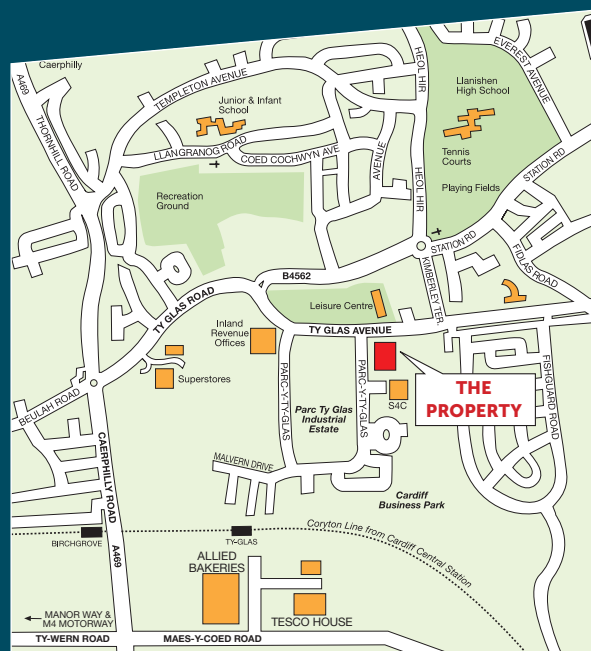 Caerphilly
A469
THORNHILL ROAD
TEMPLETON AVENUE
Junior & Infant
School
LLANGRANOG ROAD
COED COCHWYN AVE
AVENUE
HEOL HIR
HEOL HIR
EVEREST AVENUE
Llanishen
High School
Tennis
Courts
Playing Fields
STATION RD
STATION RD
FIDLAS ROAD
KIMBERLEY TER.
Recreation
Ground
B4562
TY GLAS ROAD
Leisure Centre
TY GLAS AVENUE
Inland
Revenue
Offices
Superstores
BEULAH ROAD
PARC-Y-TY-GLAS
PARC-Y-TY-GLAS
Parc Ty Glas
Industrial
Estate
S4C
THE
PROPERTY
FISHGUARD ROAD
CAERPHILLY ROAD
MALVERN DRIVE
Cardiff
Business Park
Coryton Line from Cardiff Central Station
BIRCHGROVE
TY-GLAS
A469
ALLIED
BAKERIES
TESCO HOUSE
MANOR WAY &
M4 MOTORWAY
TY-WERN ROAD
MAES-Y-COED ROAD